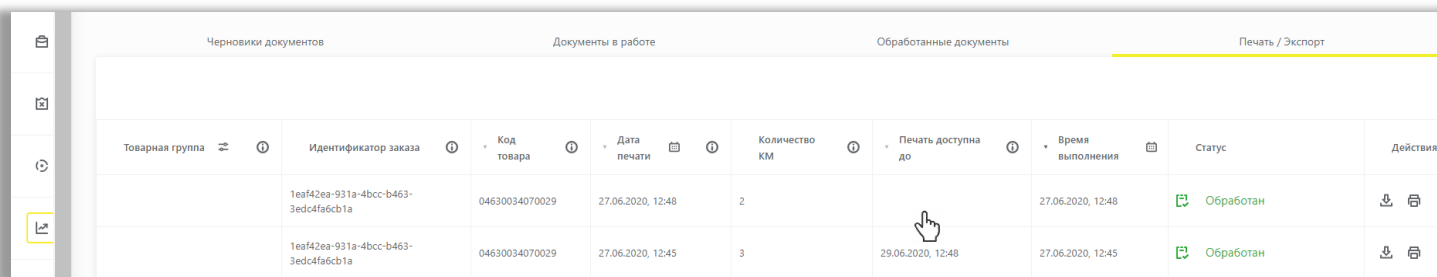 Черновики документов
Документы в работе
Обработанные документы
Печать / Экспорт
Товарная группа
Идентификатор заказа
Код товара
Дата печати
Количество КМ
Печать доступна до
Время выполнения
Статус
Действия
1eaf42ea-931a-4bcc-b463-
3edc4fa6cb1a
04630034070029
27.06.2020, 12:48
2
27.06.2020, 12:48
Обработан
1eaf42ea-931a-4bcc-b463-
3edc4fa6cb1a
04630034070029
27.06.2020, 12:45
3
29.06.2020, 12:48
27.06.2020, 12:45
Обработан